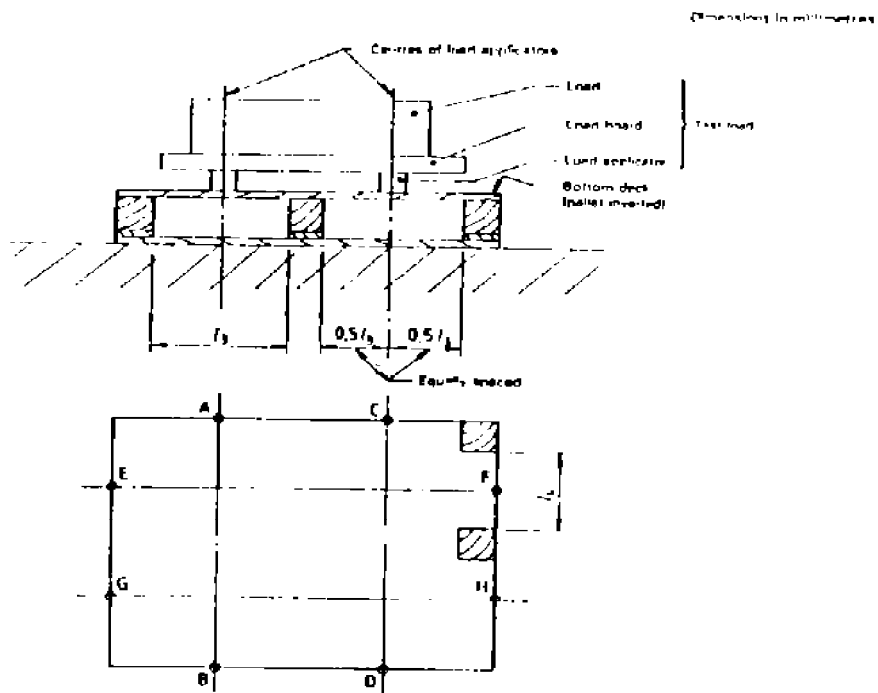 Dimensions in millimetres
Centres of load applicators
Load
Load board
Test load
Load applicator
Bottom deck
(pallet inverted)
0.5
0.5
Equally spaced
A
C
E
F
G
H
B
D